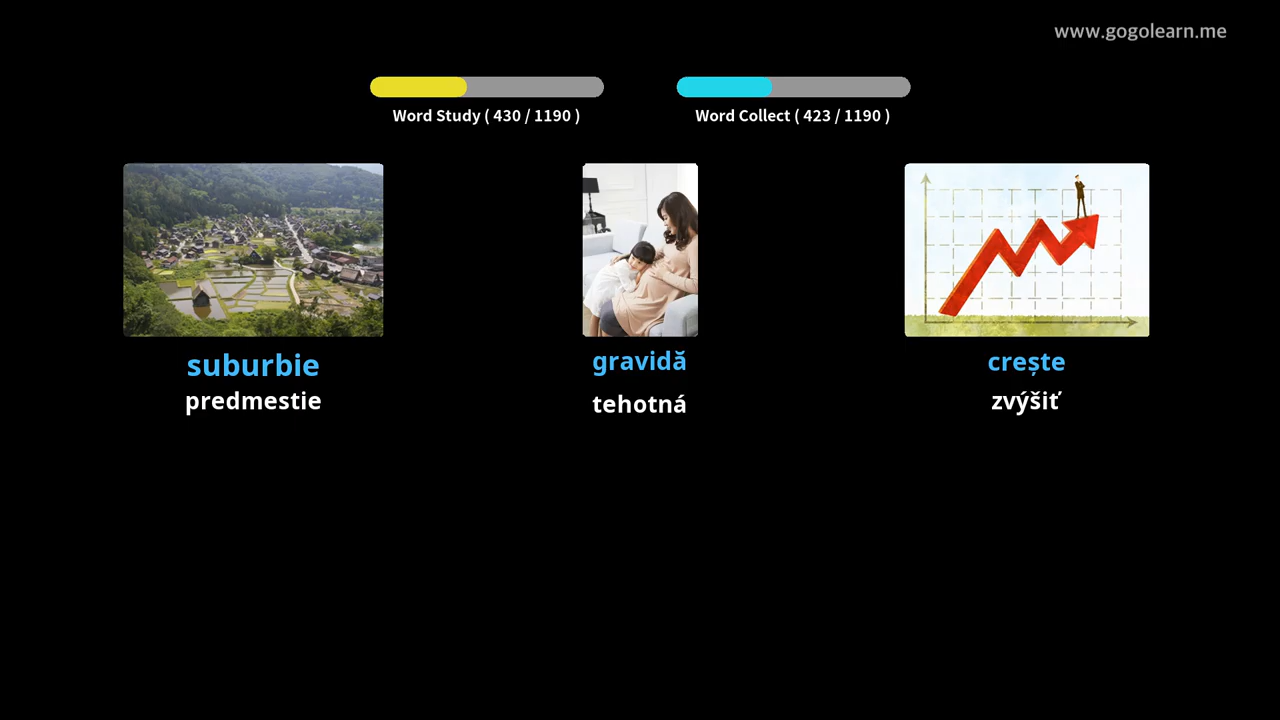 www.gogolearn.me
Word Study ( 430 / 1190 )
Word Collect ( 423 / 1190 )
suburbie
predmestie
gravidă
tehotná
crește
zvýšiť